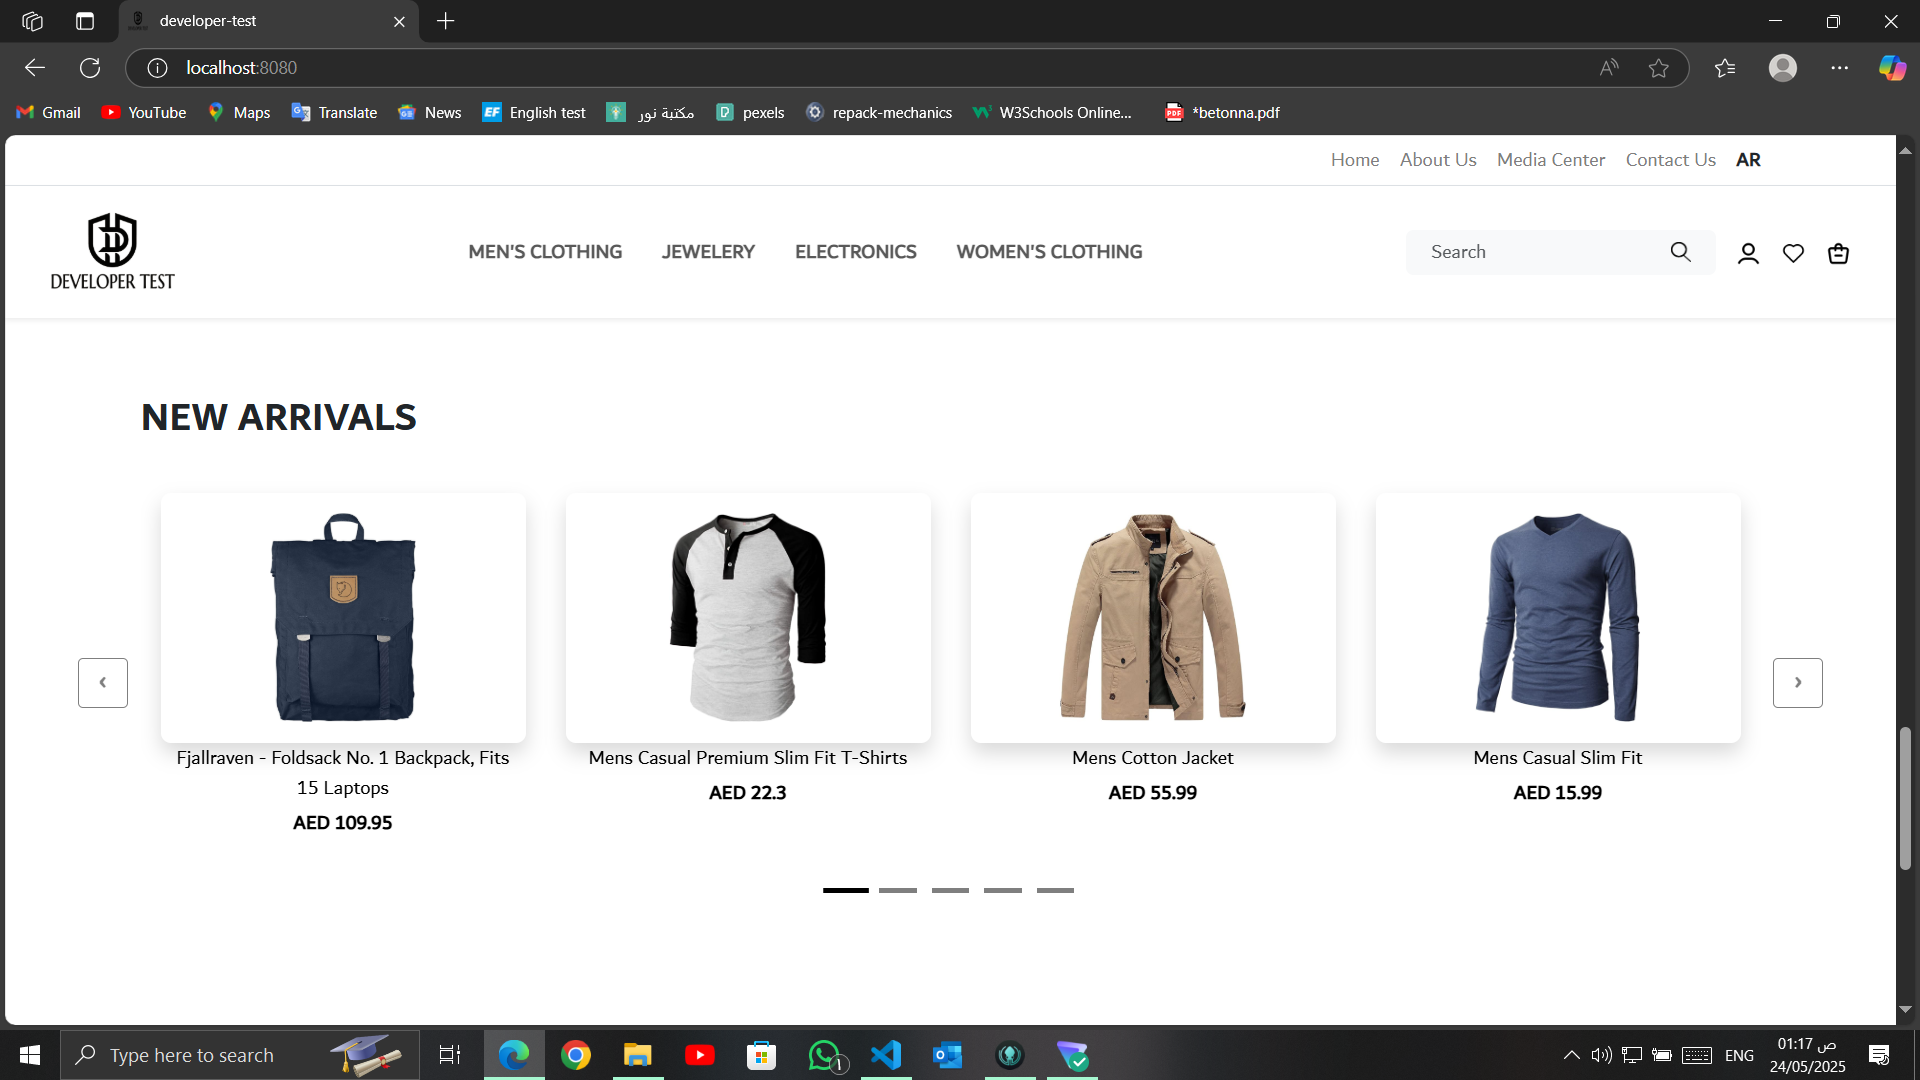 developer-test
localhost:8080
Gmail YouTube Maps Translate News English test مكتبة نور pexels repack-mechanics W3Schools Online... *betonna.pdf
Home About Us Media Center Contact Us AR
DEVELOPER TEST
MEN'S CLOTHING JEWELERY ELECTRONICS WOMEN'S CLOTHING
Search
NEW ARRIVALS
Fjallraven - Foldsack No. 1 Backpack, Fits
15 Laptops
AED 109.95
Mens Casual Premium Slim Fit T-Shirts
AED 22.3
Mens Cotton Jacket
AED 55.99
Mens Casual Slim Fit
AED 15.99
Type here to search
ENG
01:17 ص
24/05/2025